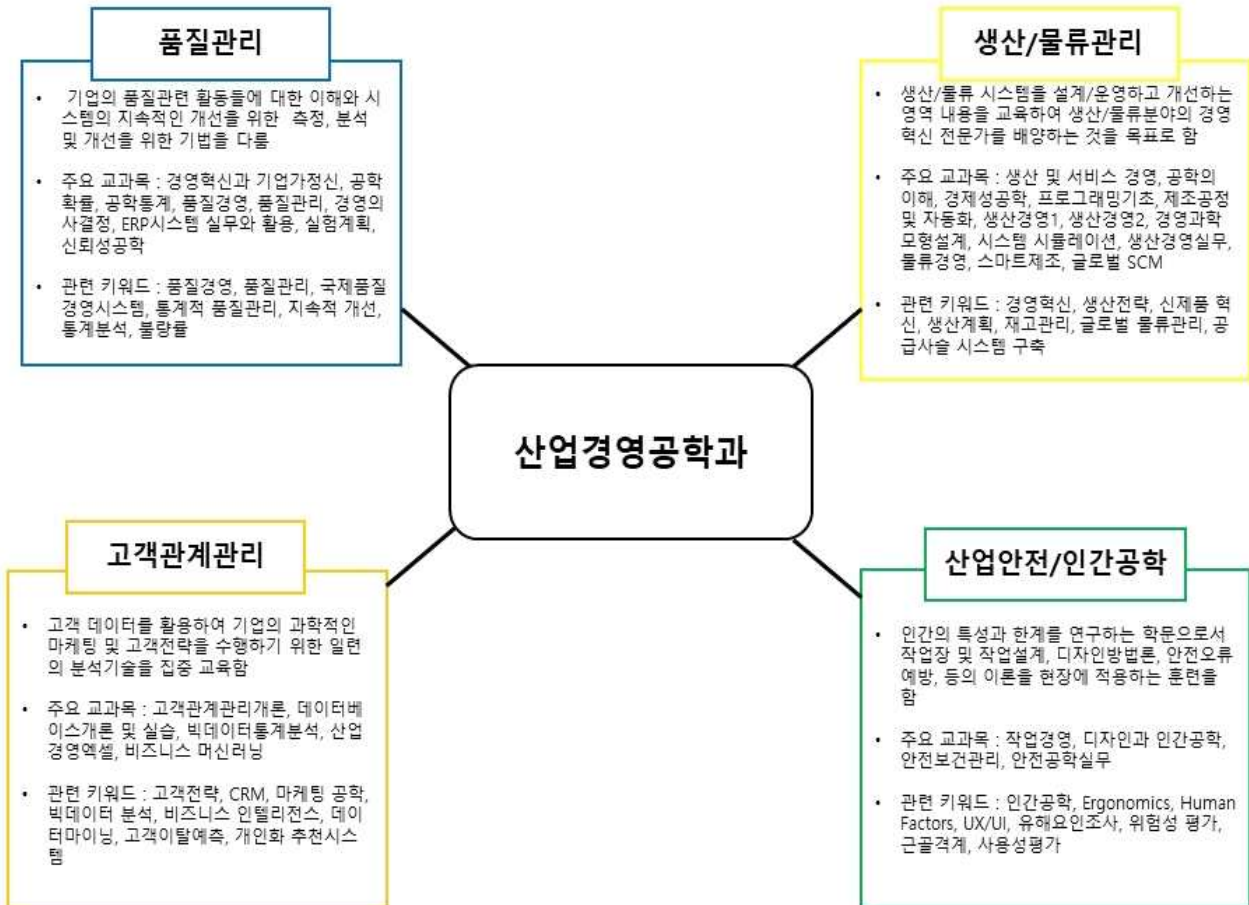 품질관리
• 기업의 품질관련 활동들에 대한 이해와 시
스템의 지속적인 개선을 위한 측정, 분석
및 개선을 위한 기법을 다룸
• 주요 교과목 : 경영혁신과 기업가정신, 공학
확률, 공학통계, 품질경영, 품질관리, 경영의
사결정, ERP시스템 실무와 활용, 실험계획,
신뢰성공학
• 관련 키워드 : 품질경영, 품질관리, 국제품질
경영시스템, 통계적 품질관리, 지속적 개선,
통계분석, 불량률
생산/물류관리
• 생산/물류 시스템을 설계/운영하고 개선하는
영역 내용을 교육하여 생산/물류분야의 경영
혁신 전문가를 배양하는 것을 목표로 함
• 주요 교과목 : 생산 및 서비스 경영, 공학의
이해, 경제성공학, 프로그래밍기초, 제조공정
및 자동화, 생산경영1, 생산경영2, 경영과학
모형설계, 시스템 시뮬레이션, 생산경영실무,
물류경영, 스마트제조, 글로벌 SCM
• 관련 키워드 : 경영혁신, 생산전략, 신제품 혁
신, 생산계획, 재고관리, 글로벌 물류관리, 공
급사슬 시스템 구축
산업경영공학과
고객관계관리
• 고객 데이터를 활용하여 기업의 과학적인
마케팅 및 고객전략을 수행하기 위한 일련
의 분석기술을 집중 교육함
• 주요 교과목 : 고객관계관리개론, 데이터베
이스개론 및 실습, 빅데이터통계분석, 산업
경영엑셀, 비즈니스 머신러닝
• 관련 키워드 : 고객전략, CRM, 마케팅 공학,
빅데이터 분석, 비즈니스 인텔리전스, 데이
터마이닝, 고객이탈예측, 개인화 추천시스
템
산업안전/인간공학
• 인간의 특성과 한계를 연구하는 학문으로서
작업장 및 작업설계, 디자인방법론, 안전오류
예방, 등의 이론을 현장에 적용하는 훈련을
함
• 주요 교과목 : 작업경영, 디자인과 인간공학,
안전보건관리, 안전공학실무
• 관련 키워드 : 인간공학, Ergonomics, Human
Factors, UX/UI, 유해요인조사, 위험성 평가,
근골격계, 사용성평가